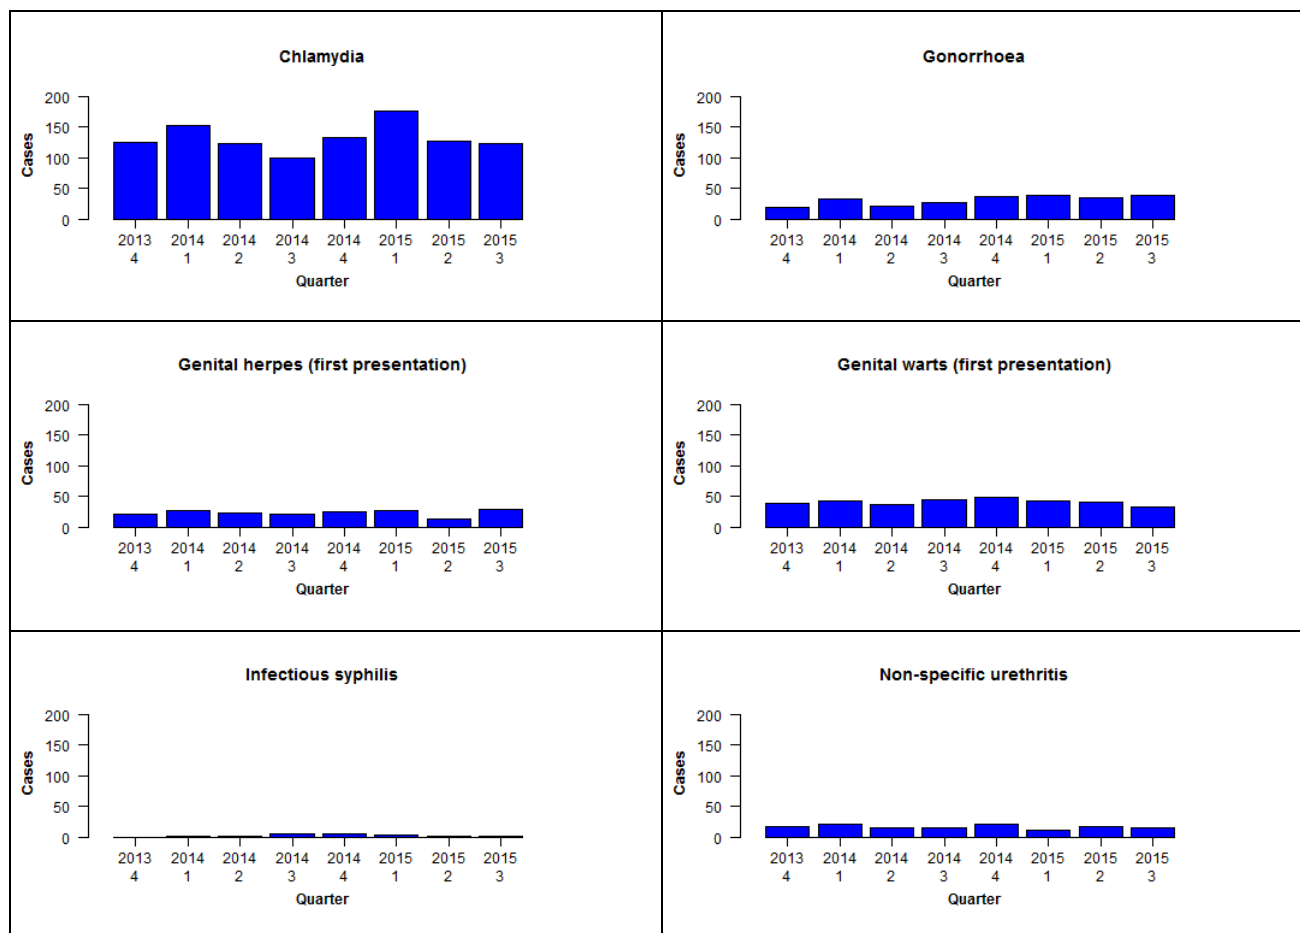 Chlamydia
Cases
200
150
100
50
0
2013 2014 2014 2014 2014 2015 2015 2015
4 1 2 3 4 1 2 3
Quarter
Gonorrhoea
Cases
200
150
100
50
0
2013 2014 2014 2014 2014 2015 2015 2015
4 1 2 3 4 1 2 3
Quarter
Genital herpes (first presentation)
Cases
200
150
100
50
0
2013 2014 2014 2014 2014 2015 2015 2015
4 1 2 3 4 1 2 3
Quarter
Genital warts (first presentation)
Cases
200
150
100
50
0
2013 2014 2014 2014 2014 2015 2015 2015
4 1 2 3 4 1 2 3
Quarter
Infectious syphilis
Cases
200
150
100
50
0
2013 2014 2014 2014 2014 2015 2015 2015
4 1 2 3 4 1 2 3
Quarter
Non-specific urethritis
Cases
200
150
100
50
0
2013 2014 2014 2014 2014 2015 2015 2015
4 1 2 3 4 1 2 3
Quarter